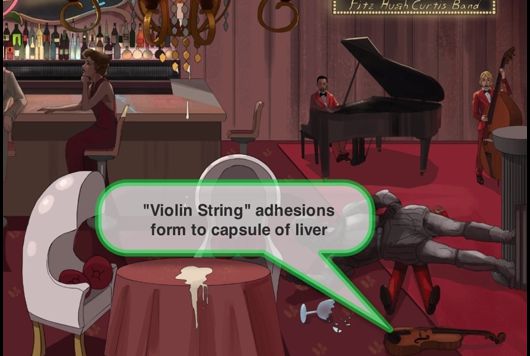 Fitz Hugh Curtis Band
"Violin String" adhesions
form to capsule of liver